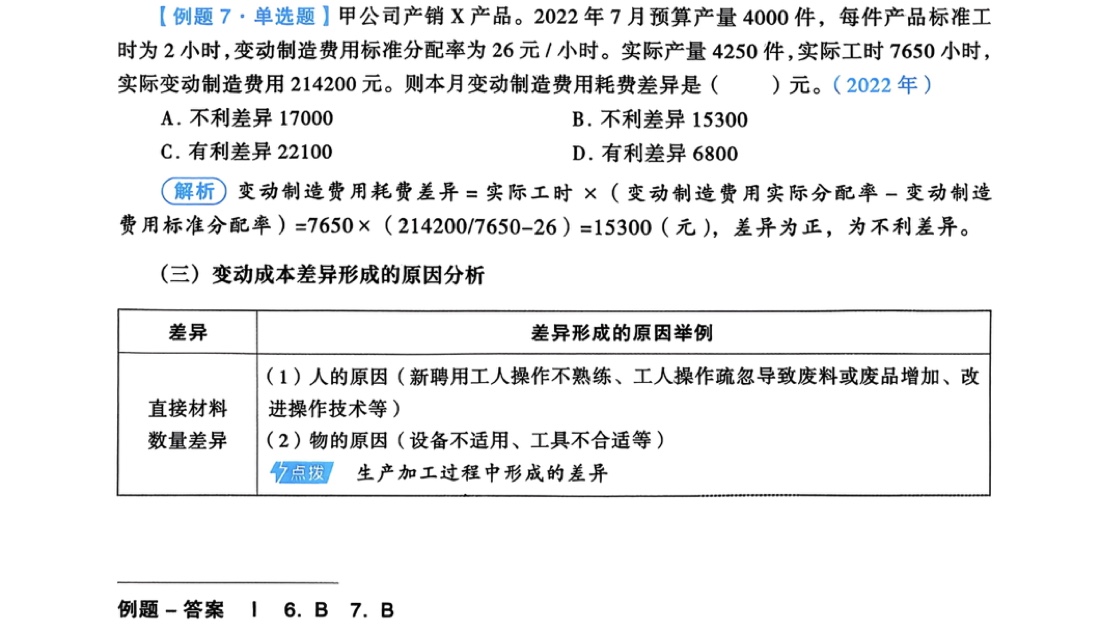 【例题 7 · 单选题】甲公司产销 X 产品。2022 年 7 月预算产量 4000 件，每件产品标准工
时为 2 小时,变动制造费用标准分配率为 26 元 / 小时。实际产量 4250 件,实际工时 7650 小时,
实际变动制造费用 214200 元。则本月变动制造费用耗费差异是（　　）元。（2022 年）
A. 不利差异 17000　　B. 不利差异 15300
C. 有利差异 22100　　D. 有利差异 6800
解析 变动制造费用耗费差异 = 实际工时 ×（变动制造费用实际分配率 – 变动制造
费用标准分配率）=7650×（214200/7650–26）=15300（元），差异为正，为不利差异。
（三）变动成本差异形成的原因分析
差异　　差异形成的原因举例
直接材料
数量差异
（1）人的原因（新聘用工人操作不熟练、工人操作疏忽导致废料或废品增加、改
进操作技术等）
（2）物的原因（设备不适用、工具不合适等）
点拨 生产加工过程中形成的差异
例题 – 答案 | 6. B 7. B